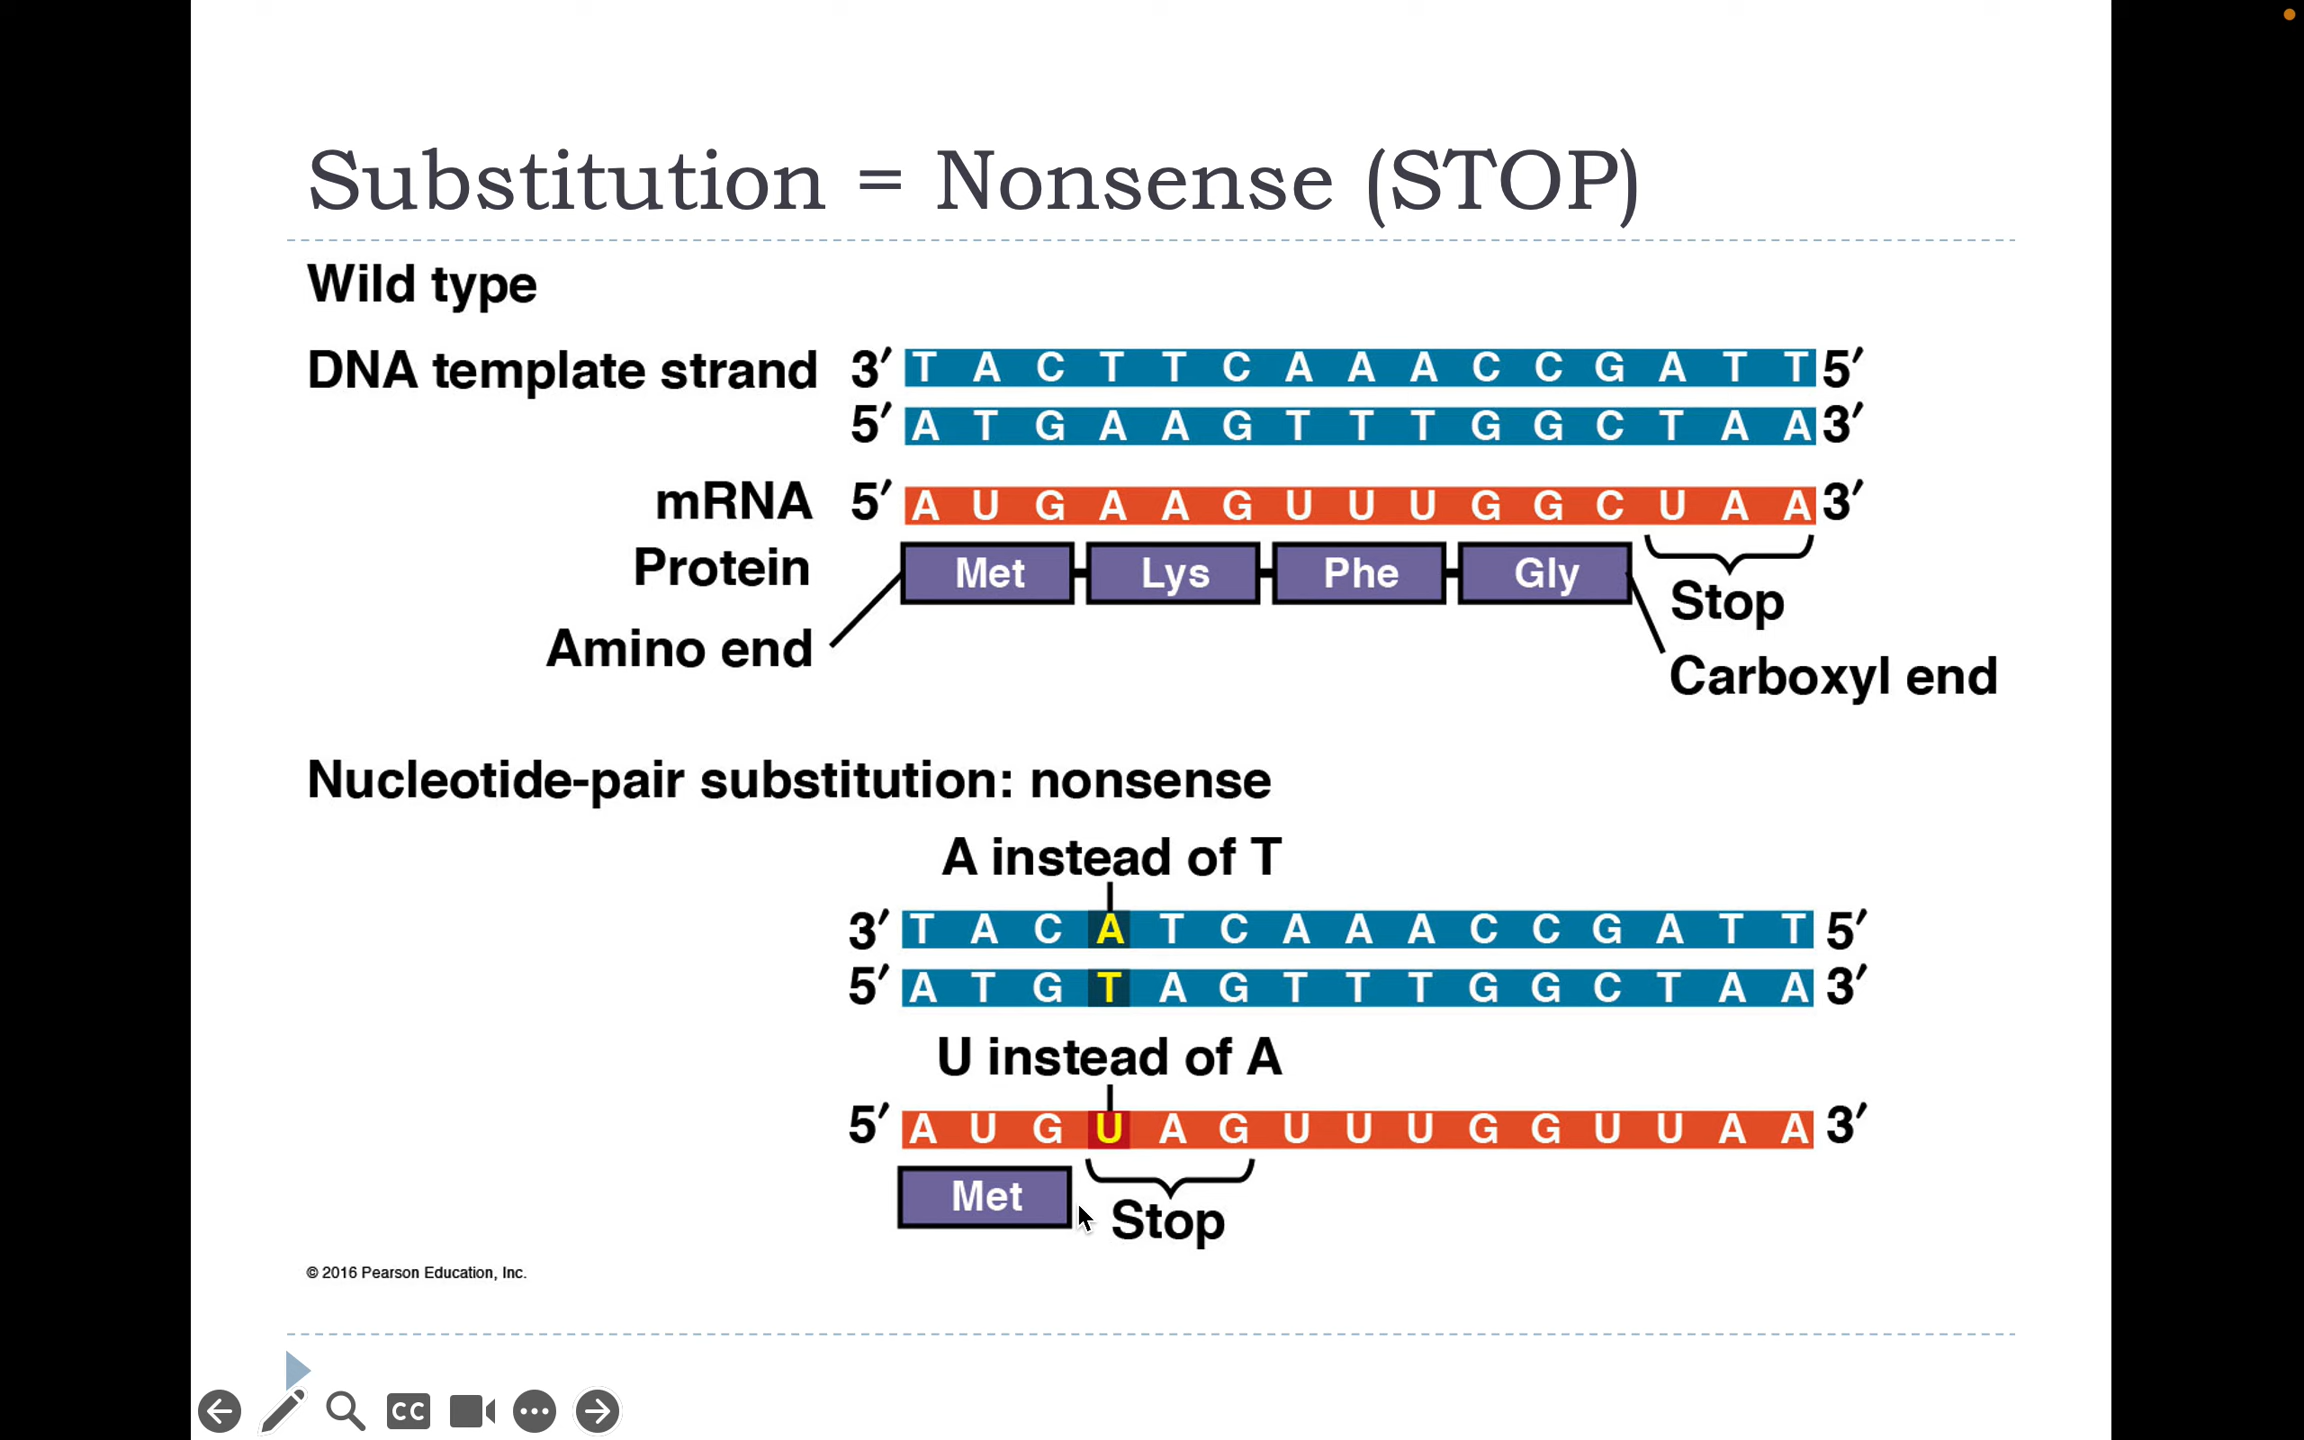 Substitution = Nonsense (STOP)
Wild type
DNA template strand 3′ T A C T T C A A A C C G A T T 5′
5′ A T G A A G T T T G G C T A A 3′
mRNA 5′ A U G A A G U U U G G C U A A 3′
Protein Met Lys Phe Gly
Stop
Amino end
Carboxyl end
Nucleotide-pair substitution: nonsense
A instead of T
3′ T A C A T C A A A C C G A T T 5′
5′ A T G T A G T T T G G C T A A 3′
U instead of A
5′ A U G U A G U U U G G U U A A 3′
Met
Stop
© 2016 Pearson Education, Inc.
CC